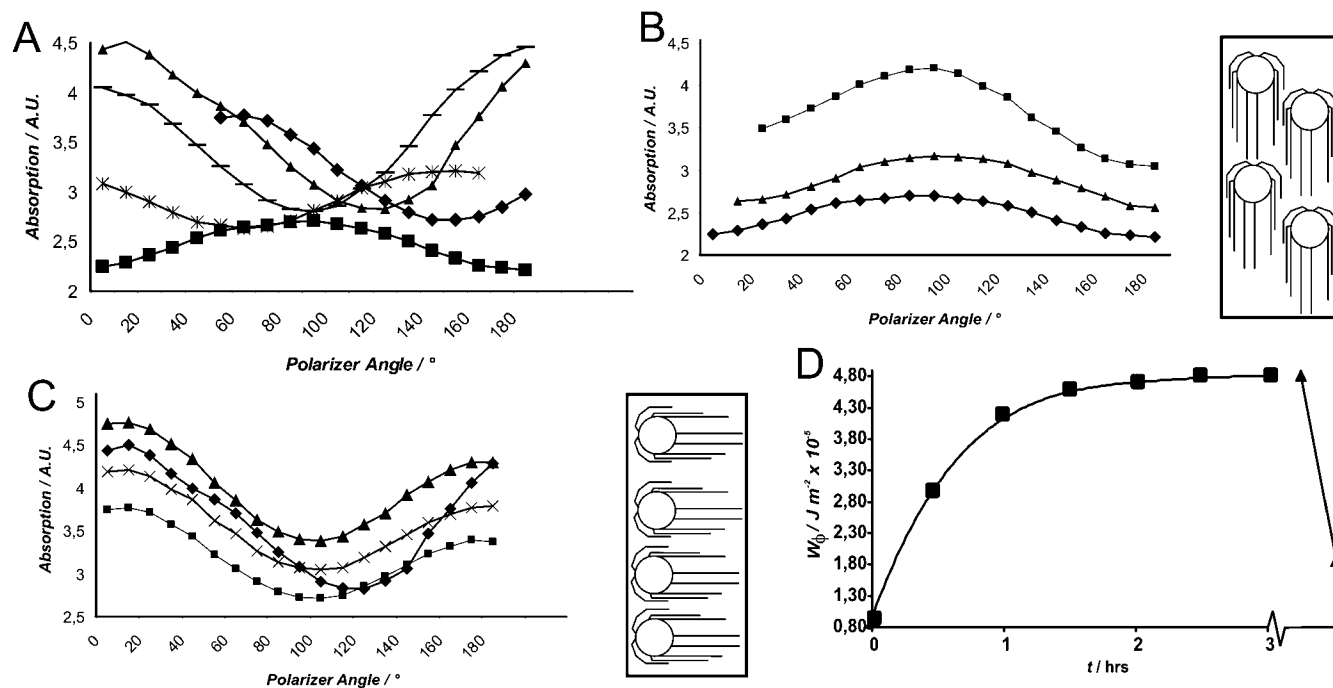 A
4,5
4
3,5
3
2,5
2
Absorption / A.U.
0 20 40 60 80 100 120 140 160 180
Polarizer Angle / °
B
4,5
4
3,5
3
2,5
2
Absorption / A.U.
0 20 40 60 80 100 120 140 160 180
Polarizer Angle / °
C
5
4,5
4
3,5
3
2,5
Absorption / A.U.
0 20 40 60 80 100 120 140 160 180
Polarizer Angle / °
D
4,80
4,30
3,80
3,30
2,80
2,30
1,80
1,30
0,80
Wϕ / J m⁻² x 10⁻⁵
0 1 2 3
t / hrs